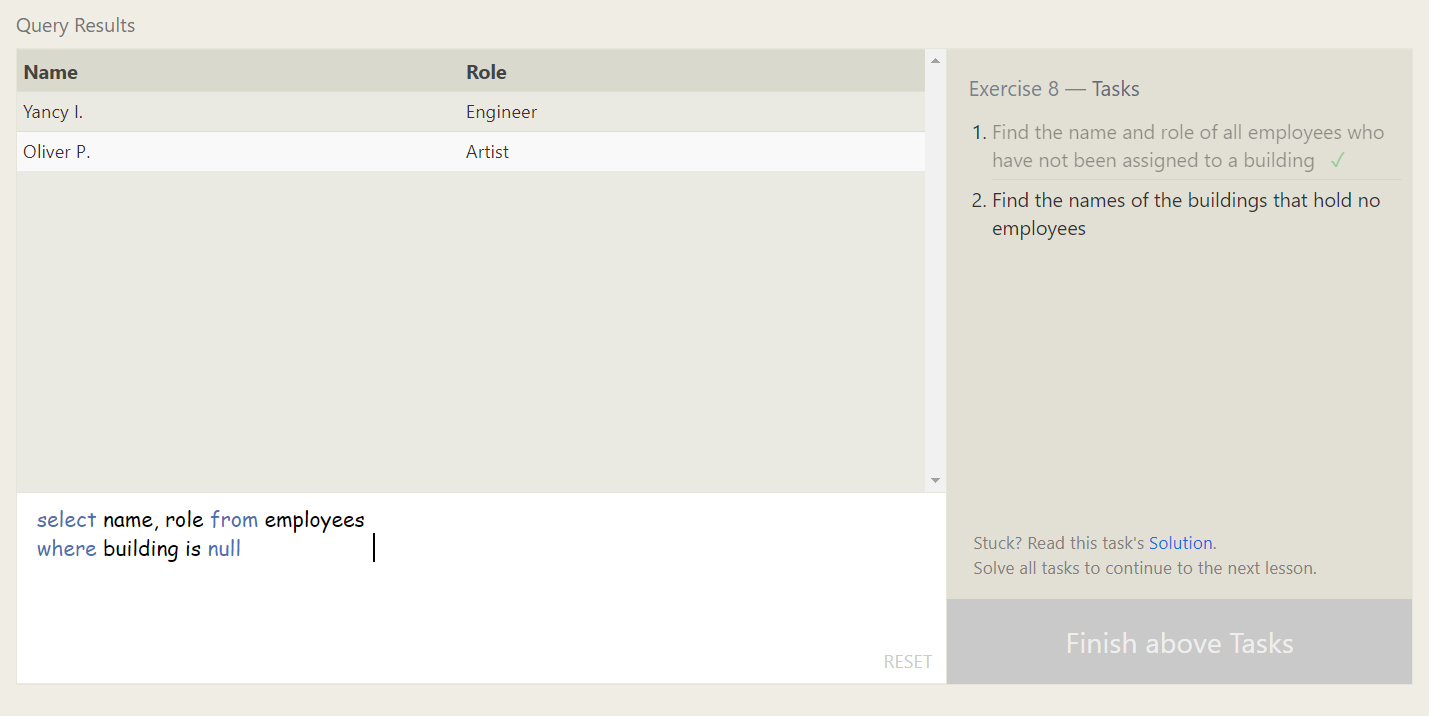 Query Results
Name Role
Yancy I. Engineer
Oliver P. Artist
select name, role from employees
where building is null
RESET
Exercise 8 — Tasks
1. Find the name and role of all employees who
have not been assigned to a building ✓
2. Find the names of the buildings that hold no
employees
Stuck? Read this task's Solution.
Solve all tasks to continue to the next lesson.
Finish above Tasks